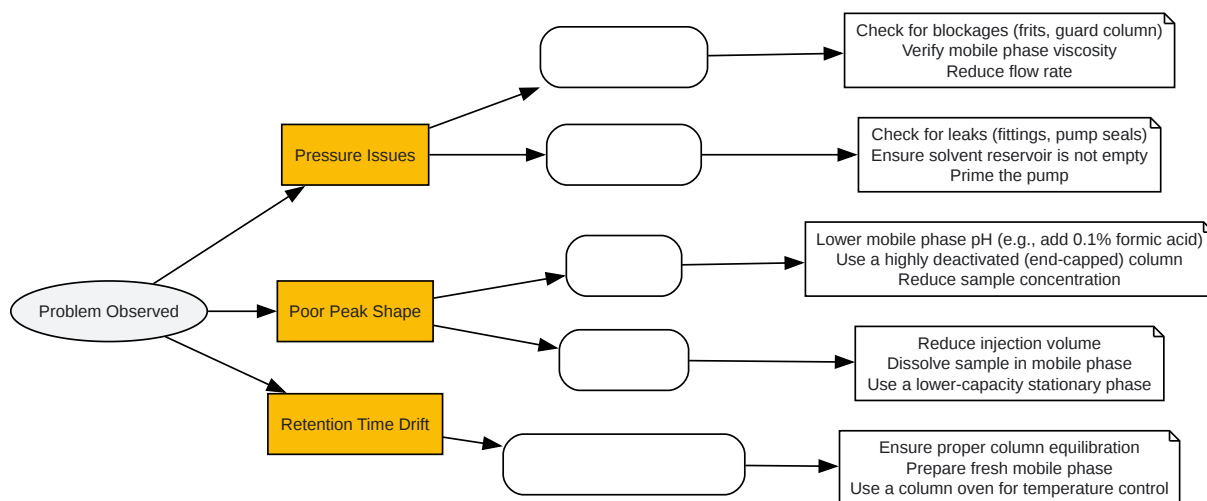 Problem Observed
Pressure Issues
Check for blockages (frits, guard column)
Verify mobile phase viscosity
Reduce flow rate
Check for leaks (fittings, pump seals)
Ensure solvent reservoir is not empty
Prime the pump
Poor Peak Shape
Lower mobile phase pH (e.g., add 0.1% formic acid)
Use a highly deactivated (end-capped) column
Reduce sample concentration
Reduce injection volume
Dissolve sample in mobile phase
Use a lower-capacity stationary phase
Retention Time Drift
Ensure proper column equilibration
Prepare fresh mobile phase
Use a column oven for temperature control